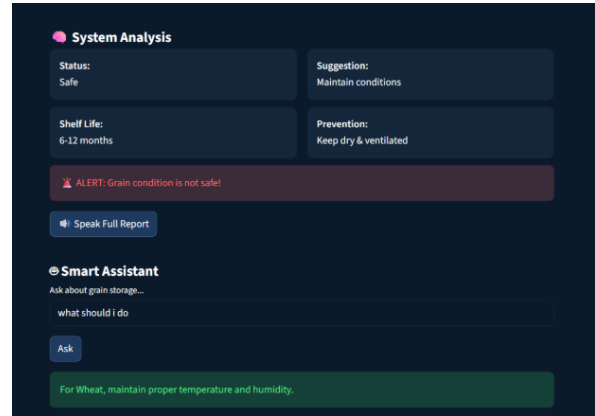 System Analysis
Status:
Safe
Suggestion:
Maintain conditions
Shelf Life:
6-12 months
Prevention:
Keep dry & ventilated
ALERT: Grain condition is not safe!
Speak Full Report
Smart Assistant
Ask about grain storage...
what should i do
Ask
For Wheat, maintain proper temperature and humidity.